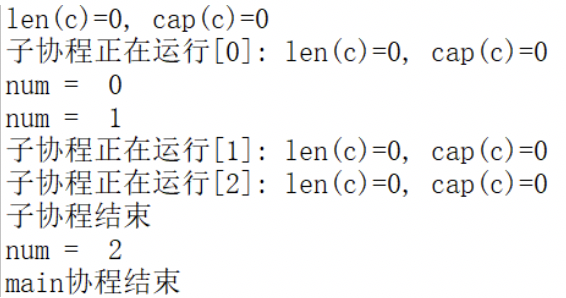 len(c)=0, cap(c)=0
子协程正在运行[0]: len(c)=0, cap(c)=0
num =  0
num =  1
子协程正在运行[1]: len(c)=0, cap(c)=0
子协程正在运行[2]: len(c)=0, cap(c)=0
子协程结束
num =  2
main协程结束